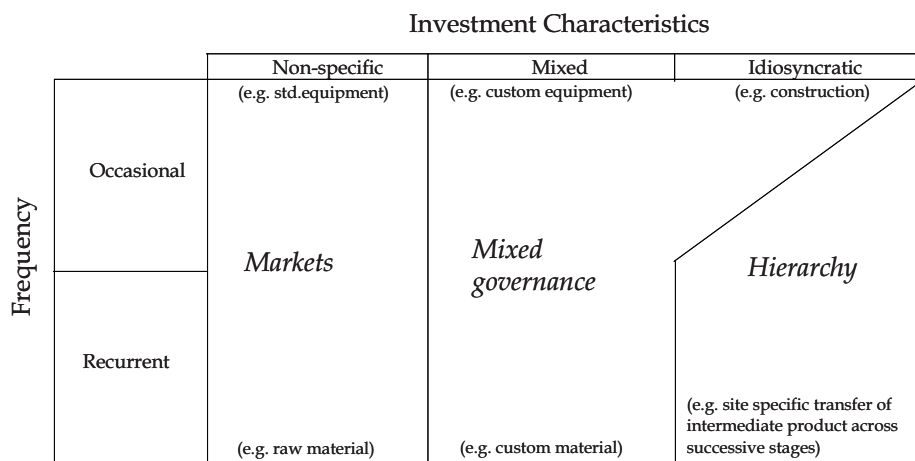 Investment Characteristics
Non-specific
Mixed
Idiosyncratic
(e.g. std.equipment)
(e.g. custom equipment)
(e.g. construction)
Frequency
Occasional
Markets
Mixed
governance
Hierarchy
Recurrent
(e.g. raw material)
(e.g. custom material)
(e.g. site specific transfer of
intermediate product across
successive stages)